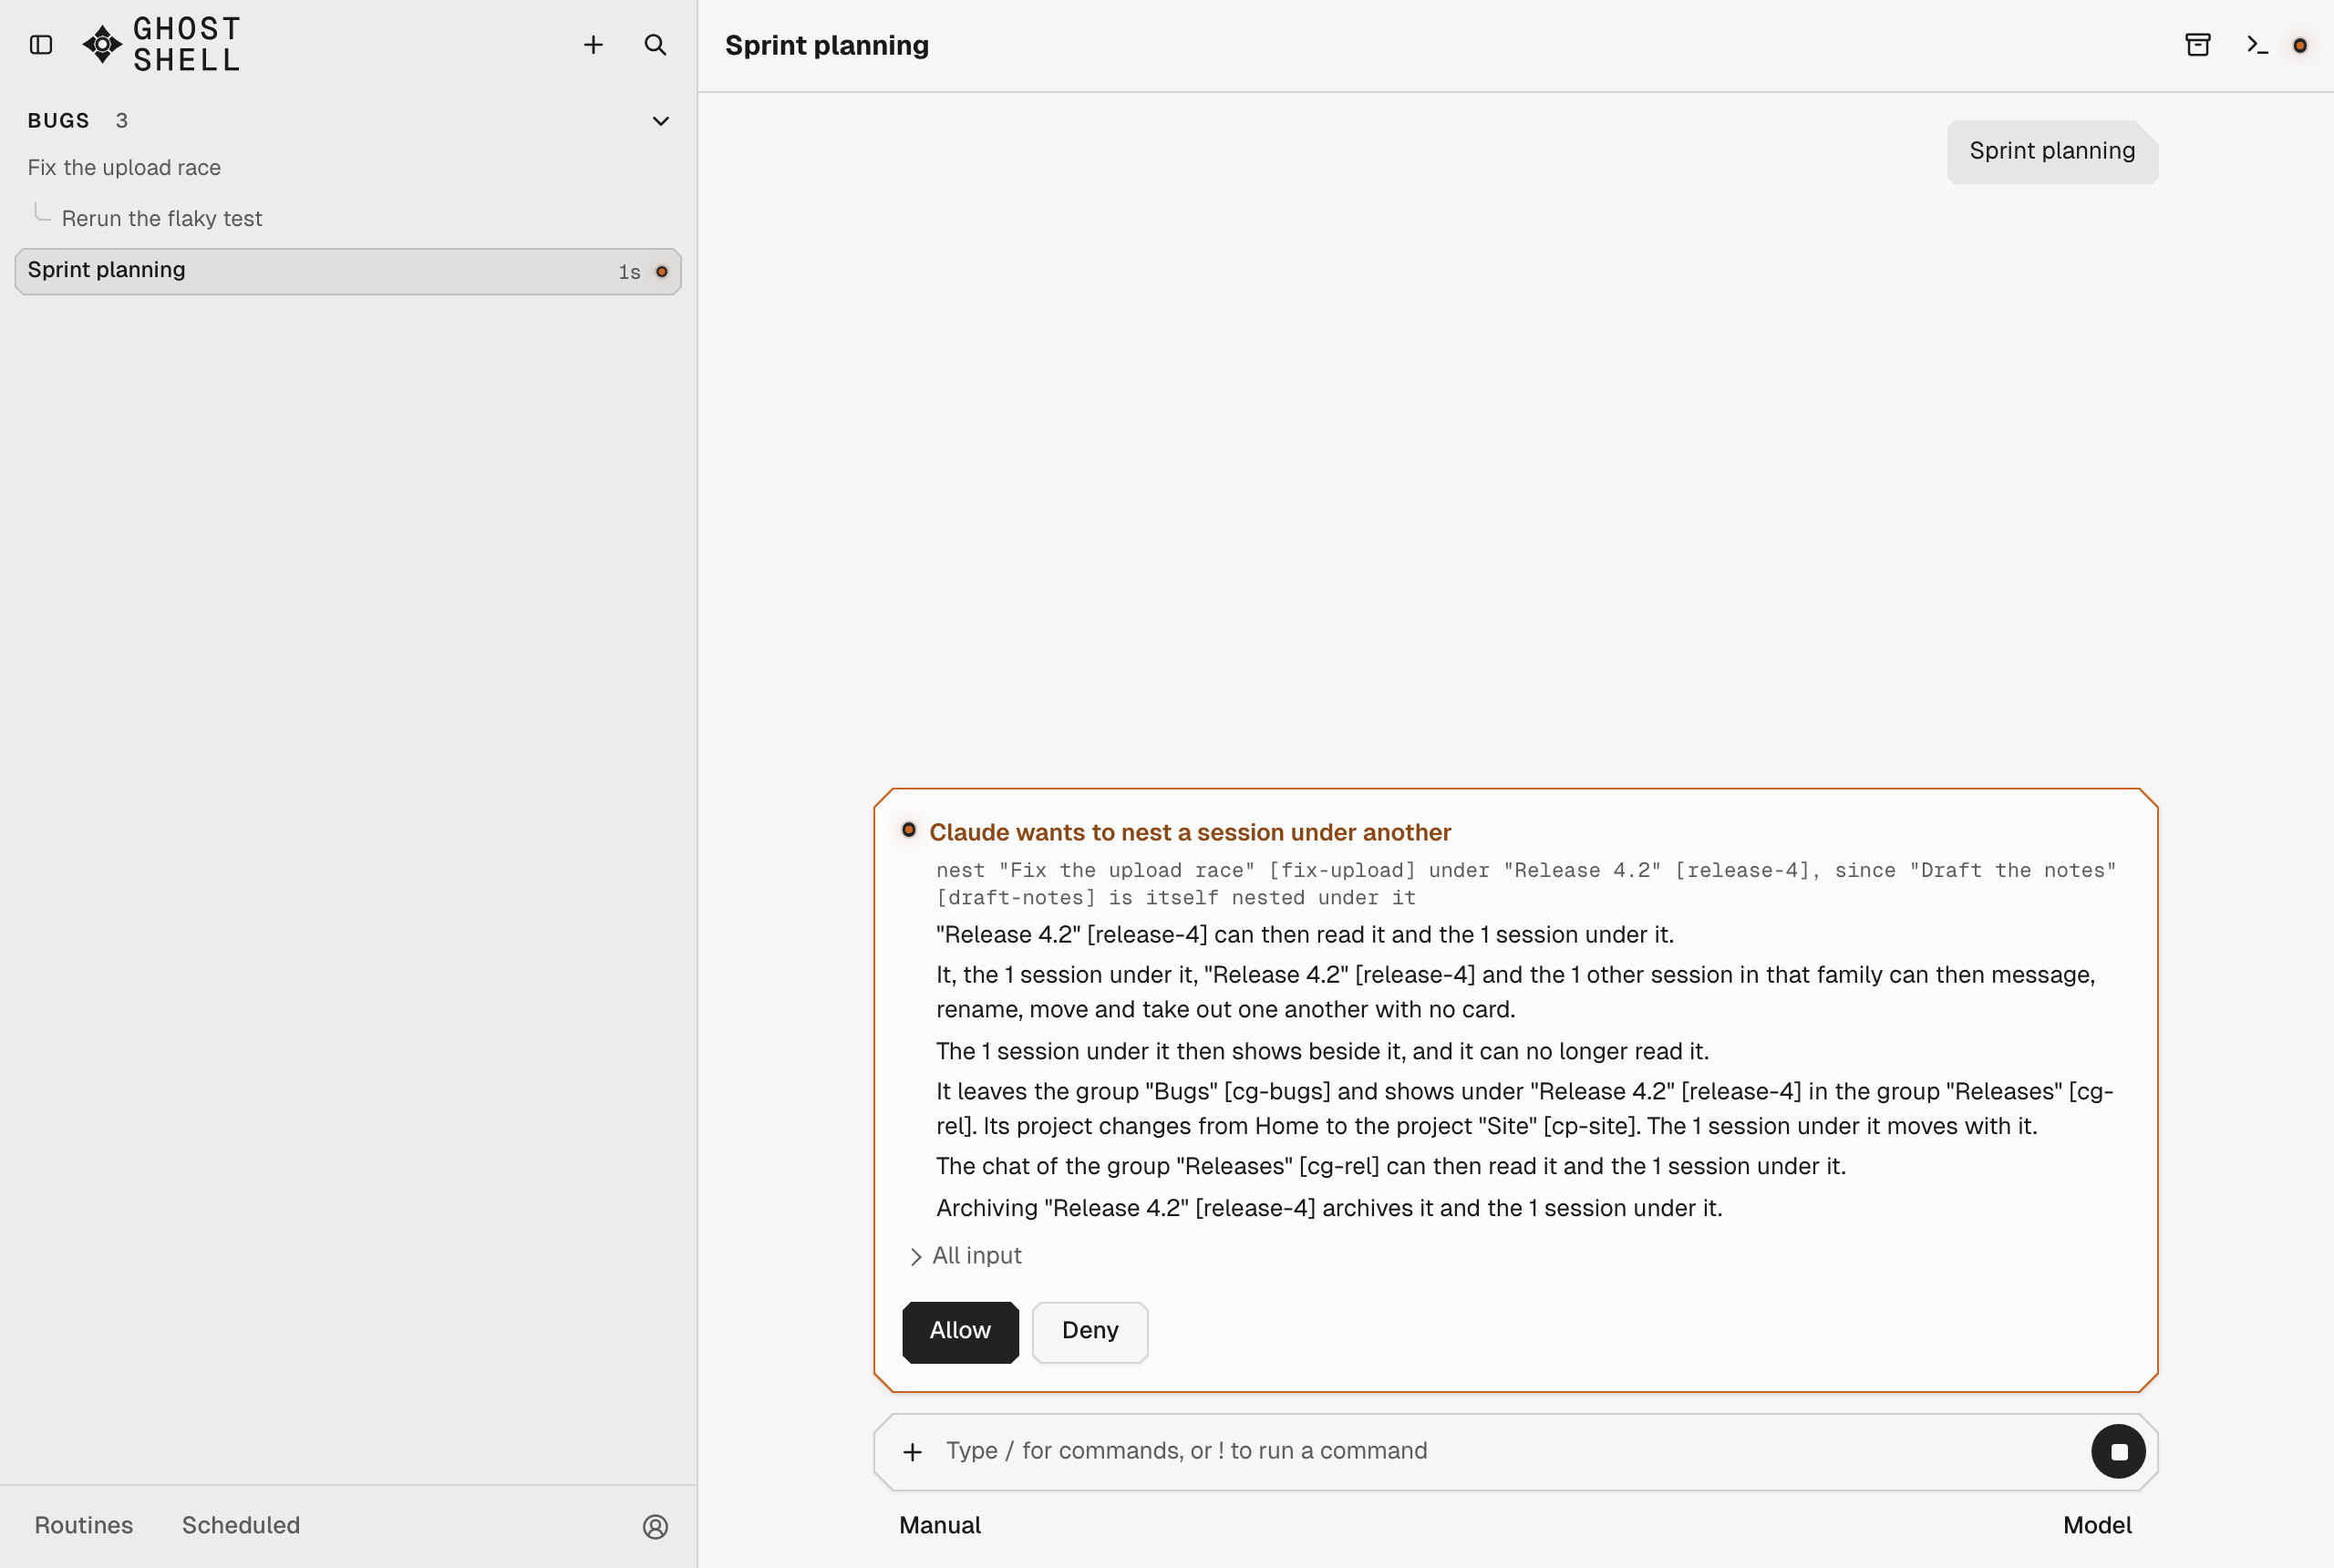 GHOST
SHELL
BUGS 3
Fix the upload race
Rerun the flaky test
Sprint planning 1s
Routines Scheduled
Sprint planning
Sprint planning
Claude wants to nest a session under another
nest "Fix the upload race" [fix-upload] under "Release 4.2" [release-4], since "Draft the notes"
[draft-notes] is itself nested under it
"Release 4.2" [release-4] can then read it and the 1 session under it.
It, the 1 session under it, "Release 4.2" [release-4] and the 1 other session in that family can then message,
rename, move and take out one another with no card.
The 1 session under it then shows beside it, and it can no longer read it.
It leaves the group "Bugs" [cg-bugs] and shows under "Release 4.2" [release-4] in the group "Releases" [cg-
rel]. Its project changes from Home to the project "Site" [cp-site]. The 1 session under it moves with it.
The chat of the group "Releases" [cg-rel] can then read it and the 1 session under it.
Archiving "Release 4.2" [release-4] archives it and the 1 session under it.
All input
Allow Deny
Type / for commands, or ! to run a command
Manual Model